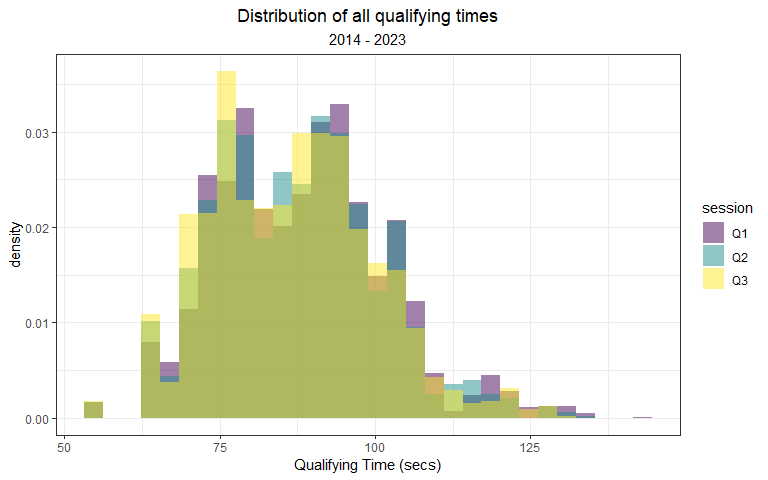 Distribution of all qualifying times
2014 - 2023
density
0.03
0.02
0.01
0.00
50
75
100
125
Qualifying Time (secs)
session
Q1
Q2
Q3